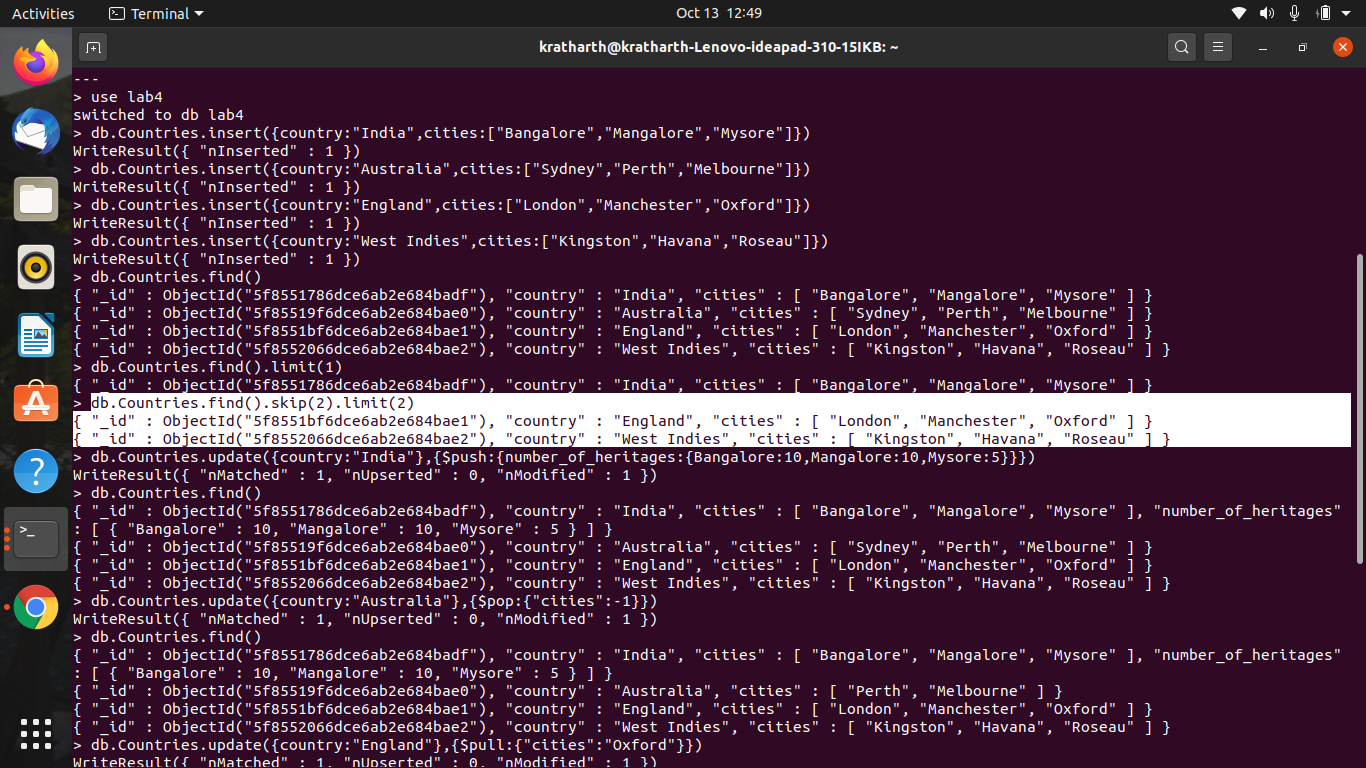 Activities
Terminal
Oct 13 12:49
kratharth@kratharth-Lenovo-ideapad-310-15IKB: ~
---
> use lab4
switched to db lab4
> db.Countries.insert({country:"India",cities:["Bangalore","Mangalore","Mysore"]})
WriteResult({ "nInserted" : 1 })
> db.Countries.insert({country:"Australia",cities:["Sydney","Perth","Melbourne"]})
WriteResult({ "nInserted" : 1 })
> db.Countries.insert({country:"England",cities:["London","Manchester","Oxford"]})
WriteResult({ "nInserted" : 1 })
> db.Countries.insert({country:"West Indies",cities:["Kingston","Havana","Roseau"]})
WriteResult({ "nInserted" : 1 })
> db.Countries.find()
{ "_id" : ObjectId("5f8551786dce6ab2e684badf"), "country" : "India", "cities" : [ "Bangalore", "Mangalore", "Mysore" ] }
{ "_id" : ObjectId("5f85519f6dce6ab2e684bae0"), "country" : "Australia", "cities" : [ "Sydney", "Perth", "Melbourne" ] }
{ "_id" : ObjectId("5f8551bf6dce6ab2e684bae1"), "country" : "England", "cities" : [ "London", "Manchester", "Oxford" ] }
{ "_id" : ObjectId("5f8552066dce6ab2e684bae2"), "country" : "West Indies", "cities" : [ "Kingston", "Havana", "Roseau" ] }
> db.Countries.find().limit(1)
{ "_id" : ObjectId("5f8551786dce6ab2e684badf"), "country" : "India", "cities" : [ "Bangalore", "Mangalore", "Mysore" ] }
> db.Countries.find().skip(2).limit(2)
{ "_id" : ObjectId("5f8551bf6dce6ab2e684bae1"), "country" : "England", "cities" : [ "London", "Manchester", "Oxford" ] }
{ "_id" : ObjectId("5f8552066dce6ab2e684bae2"), "country" : "West Indies", "cities" : [ "Kingston", "Havana", "Roseau" ] }
> db.Countries.update({country:"India"},{$push:{number_of_heritages:{Bangalore:10,Mangalore:10,Mysore:5}}})
WriteResult({ "nMatched" : 1, "nUpserted" : 0, "nModified" : 1 })
> db.Countries.find()
{ "_id" : ObjectId("5f8551786dce6ab2e684badf"), "country" : "India", "cities" : [ "Bangalore", "Mangalore", "Mysore" ], "number_of_heritages"
: [ { "Bangalore" : 10, "Mangalore" : 10, "Mysore" : 5 } ] }
{ "_id" : ObjectId("5f85519f6dce6ab2e684bae0"), "country" : "Australia", "cities" : [ "Sydney", "Perth", "Melbourne" ] }
{ "_id" : ObjectId("5f8551bf6dce6ab2e684bae1"), "country" : "England", "cities" : [ "London", "Manchester", "Oxford" ] }
{ "_id" : ObjectId("5f8552066dce6ab2e684bae2"), "country" : "West Indies", "cities" : [ "Kingston", "Havana", "Roseau" ] }
> db.Countries.update({country:"Australia"},{$pop:{"cities":-1}})
WriteResult({ "nMatched" : 1, "nUpserted" : 0, "nModified" : 1 })
> db.Countries.find()
{ "_id" : ObjectId("5f8551786dce6ab2e684badf"), "country" : "India", "cities" : [ "Bangalore", "Mangalore", "Mysore" ], "number_of_heritages"
: [ { "Bangalore" : 10, "Mangalore" : 10, "Mysore" : 5 } ] }
{ "_id" : ObjectId("5f85519f6dce6ab2e684bae0"), "country" : "Australia", "cities" : [ "Perth", "Melbourne" ] }
{ "_id" : ObjectId("5f8551bf6dce6ab2e684bae1"), "country" : "England", "cities" : [ "London", "Manchester", "Oxford" ] }
{ "_id" : ObjectId("5f8552066dce6ab2e684bae2"), "country" : "West Indies", "cities" : [ "Kingston", "Havana", "Roseau" ] }
> db.Countries.update({country:"England"},{$pull:{"cities":"Oxford"}})
WriteResult({ "nMatched" : 1, "nUpserted" : 0, "nModified" : 1 })